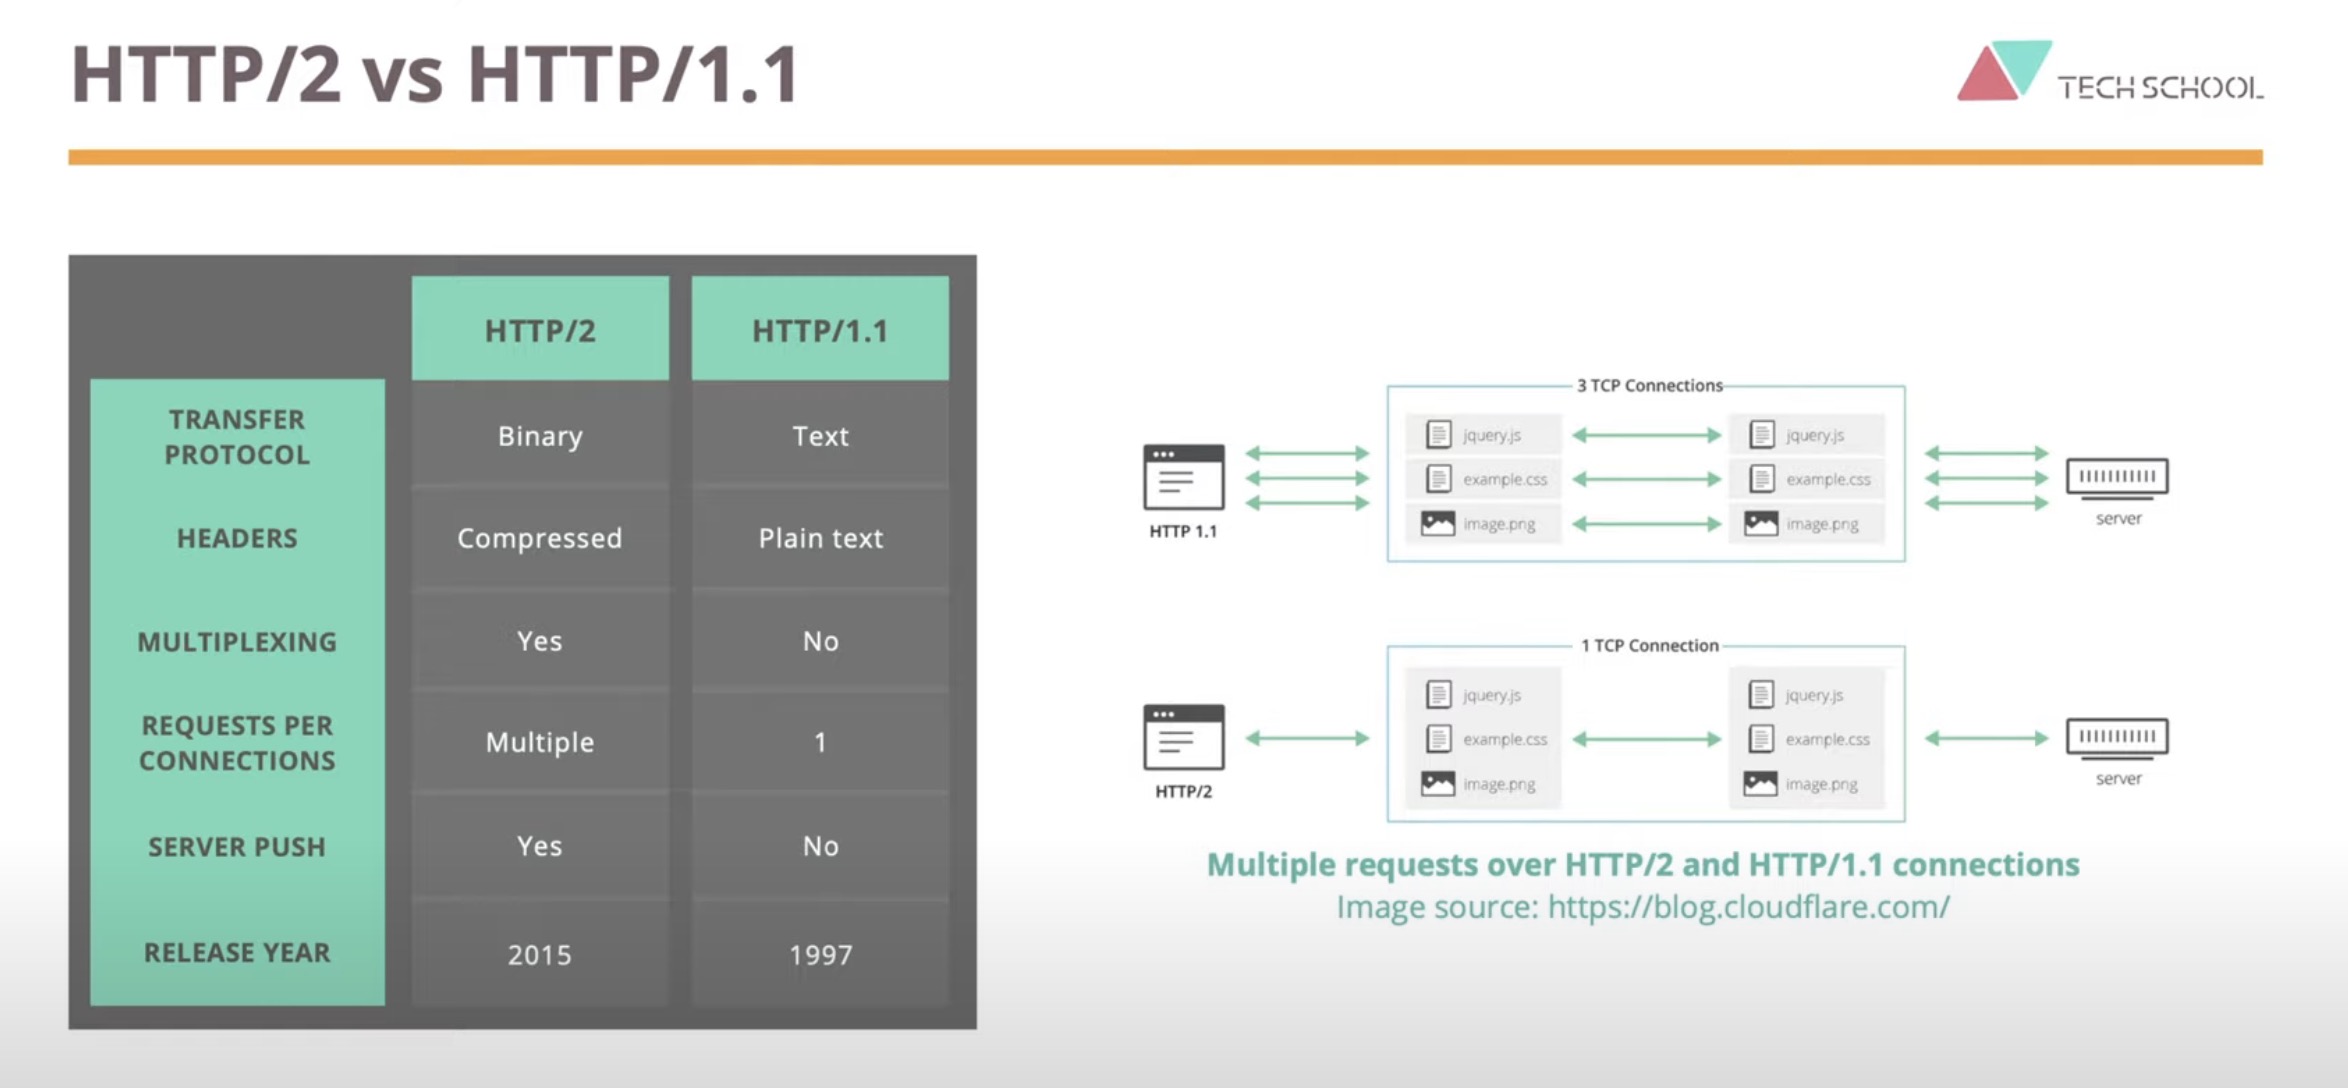 HTTP/2 vs HTTP/1.1
TECH SCHOOL
HTTP/2
HTTP/1.1
TRANSFER
PROTOCOL
Binary
Text
HEADERS
Compressed
Plain text
MULTIPLEXING
Yes
No
REQUESTS PER
CONNECTIONS
Multiple
1
SERVER PUSH
Yes
No
RELEASE YEAR
2015
1997
3 TCP Connections
jquery.js
jquery.js
example.css
example.css
image.png
image.png
HTTP 1.1
server
1 TCP Connection
jquery.js
jquery.js
example.css
example.css
image.png
image.png
HTTP/2
server
Multiple requests over HTTP/2 and HTTP/1.1 connections
Image source: https://blog.cloudflare.com/